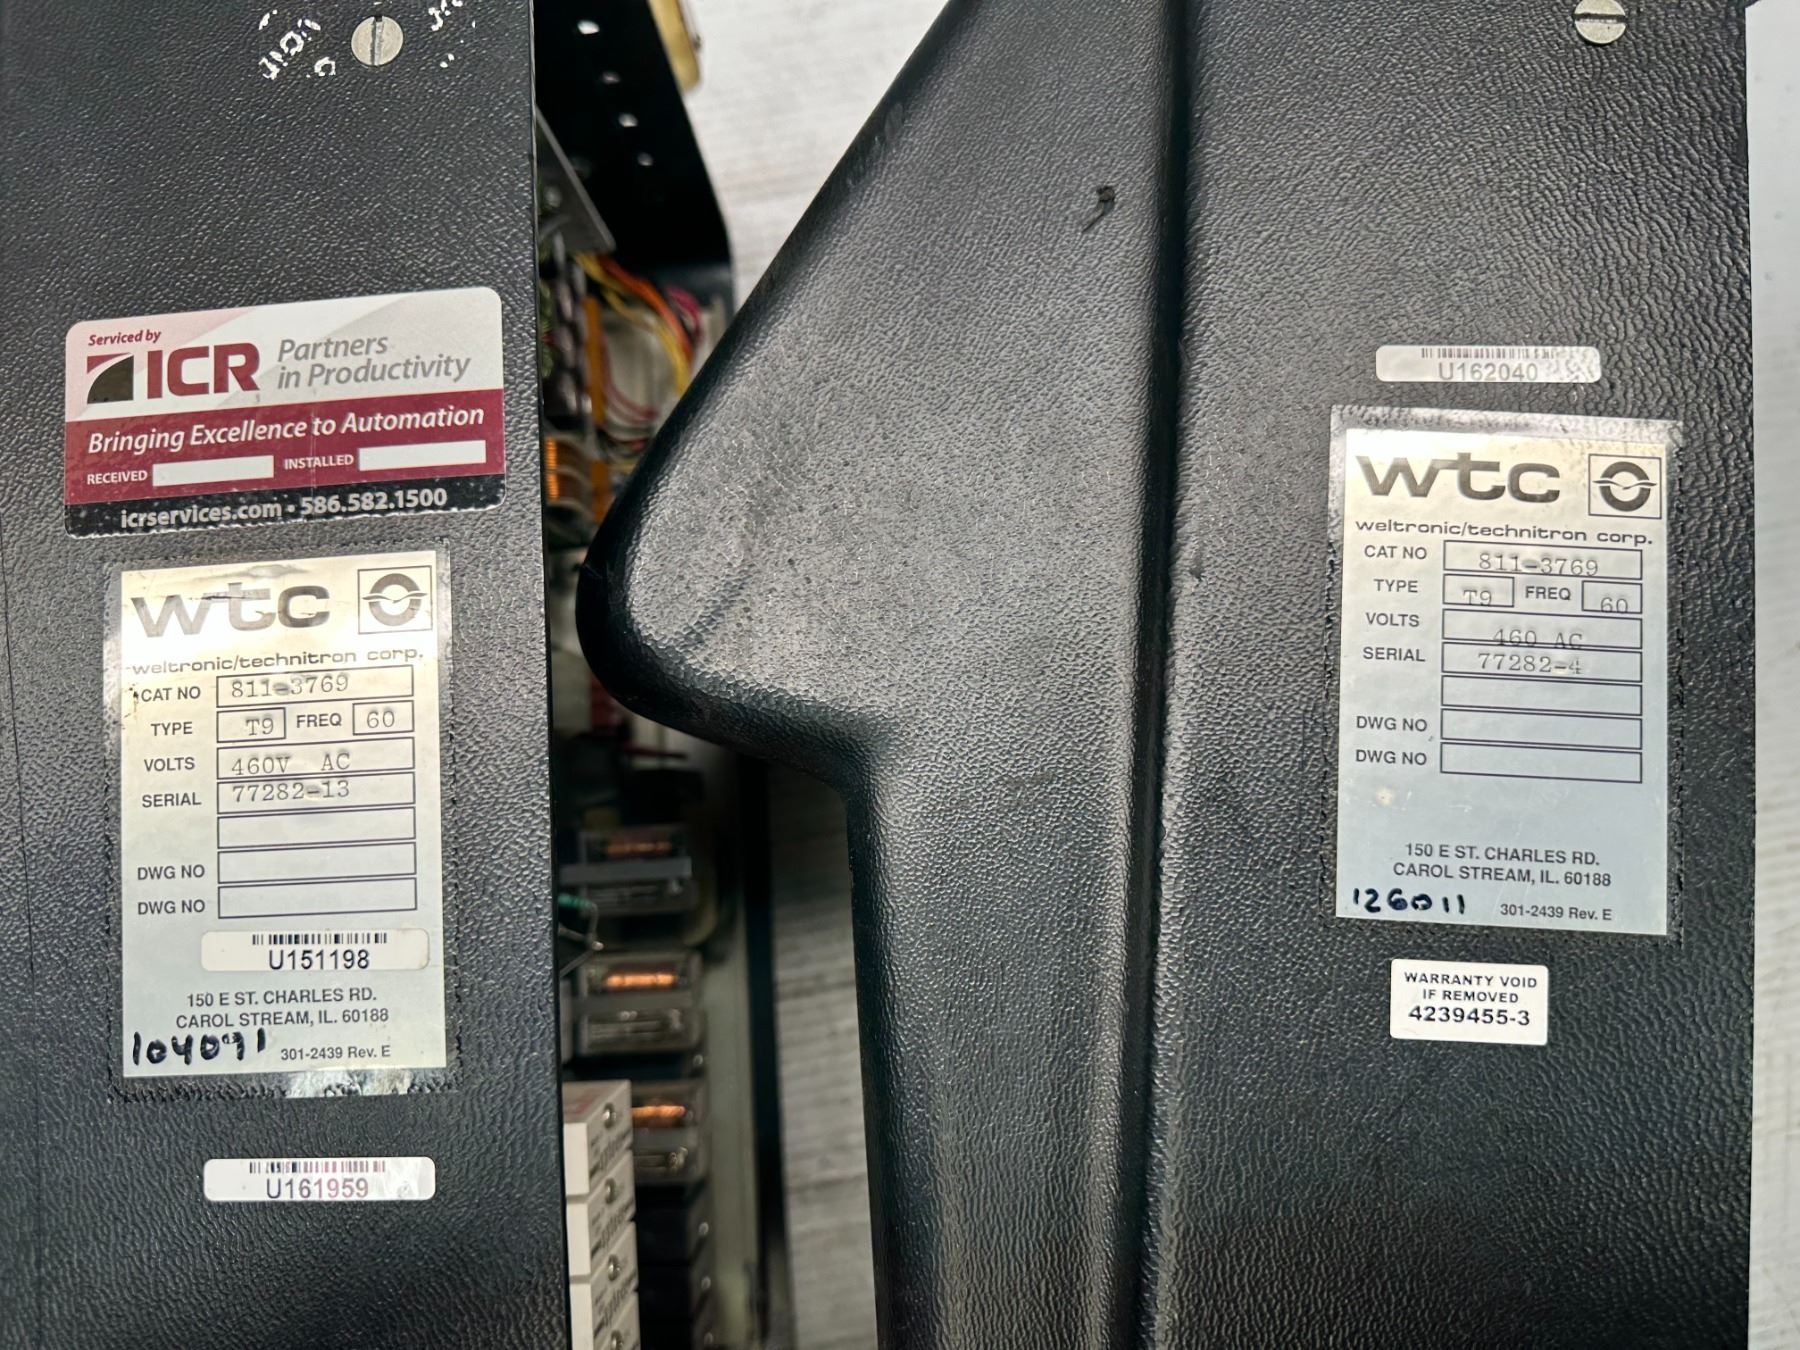 Serviced by
ICR Partners
in Productivity
Bringing Excellence to Automation
RECEIVED INSTALLED
icrservices.com • 586.582.1500
wtc
weltronic/technitron corp.
CAT NO 811-3769
TYPE T9 FREQ 60
VOLTS 460V AC
SERIAL 77282-13
DWG NO
DWG NO
U151198
150 E ST. CHARLES RD.
CAROL STREAM, IL. 60188
104091 301-2439 Rev. E
U161959
U162040
wtc
weltronic/technitron corp.
CAT NO 811-3769
TYPE T9 FREQ 60
VOLTS 460 AC
SERIAL 77282-4
DWG NO
DWG NO
150 E ST. CHARLES RD.
CAROL STREAM, IL. 60188
126011 301-2439 Rev. E
WARRANTY VOID
IF REMOVED
4239455-3